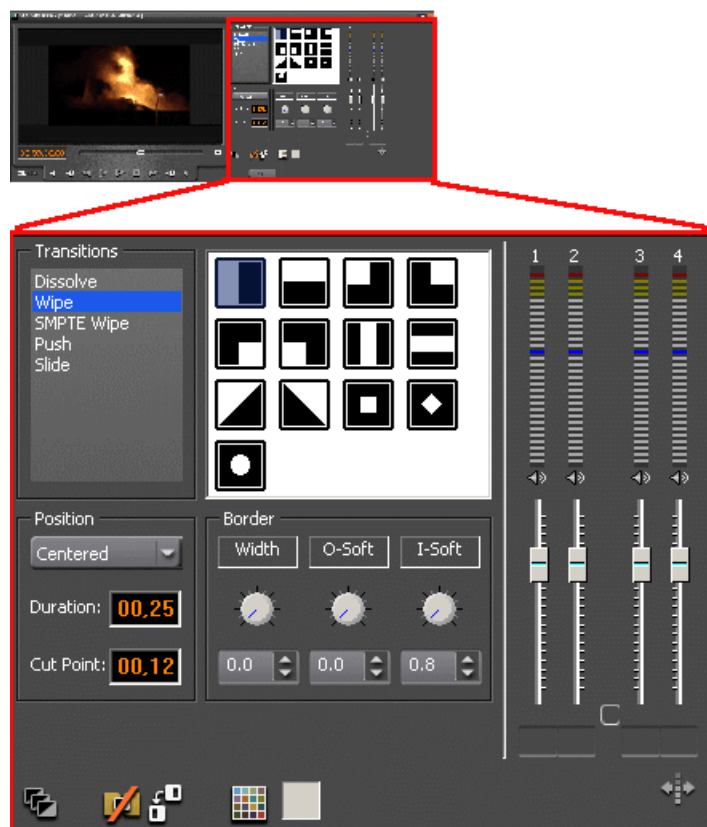 Transitions
Dissolve
Wipe
SMPTE Wipe
Push
Slide
1 2 3 4
Position
Centered
Duration: 00,25
Cut Point: 00,12
Border
Width O-Soft I-Soft
0.0 0.0 0.8